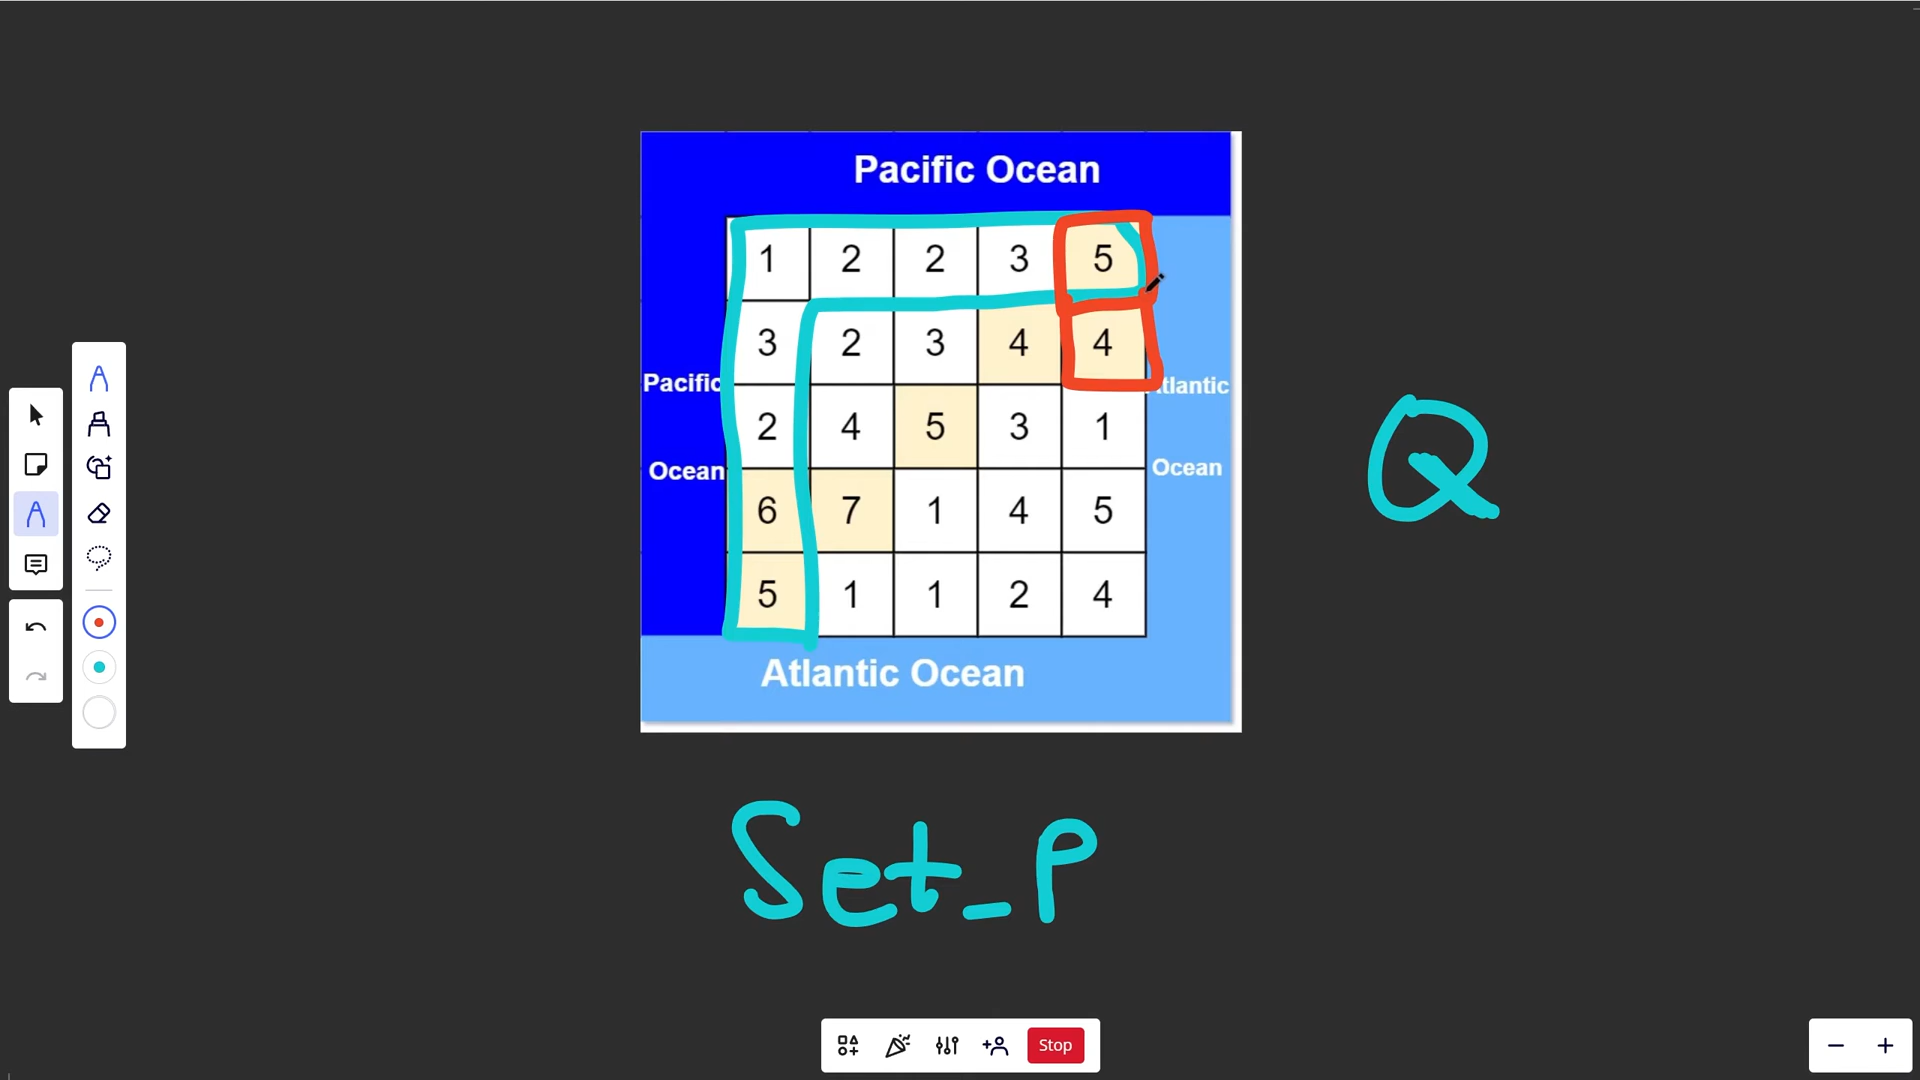 Pacific Ocean
1 2 2 3 5
3 2 3 4 4
Pacific
tlantic
2 4 5 3 1
Ocean
Ocean
6 7 1 4 5
5 1 1 2 4
Atlantic Ocean
Q
Set_P
Stop